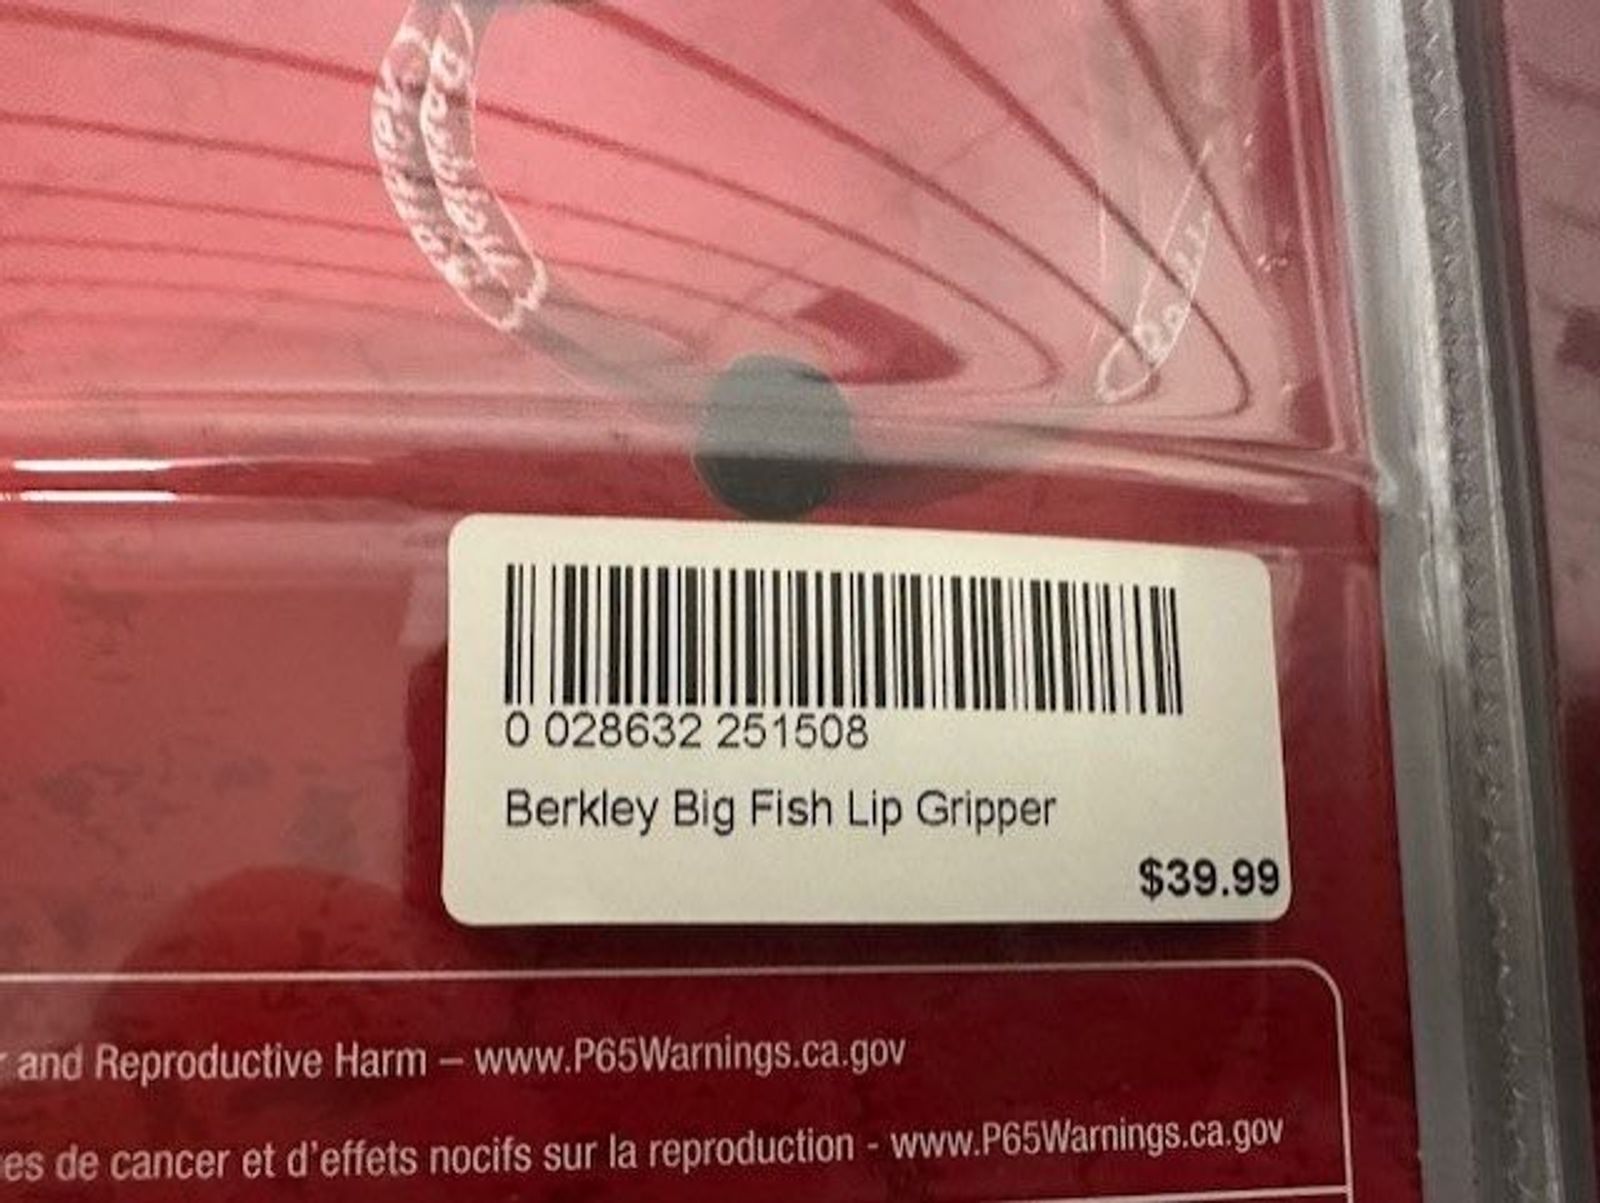 0 028632 251508
Berkley Big Fish Lip Gripper
$39.99
and Reproductive Harm – www.P65Warnings.ca.gov
es de cancer et d'effets nocifs sur la reproduction - www.P65Warnings.ca.gov